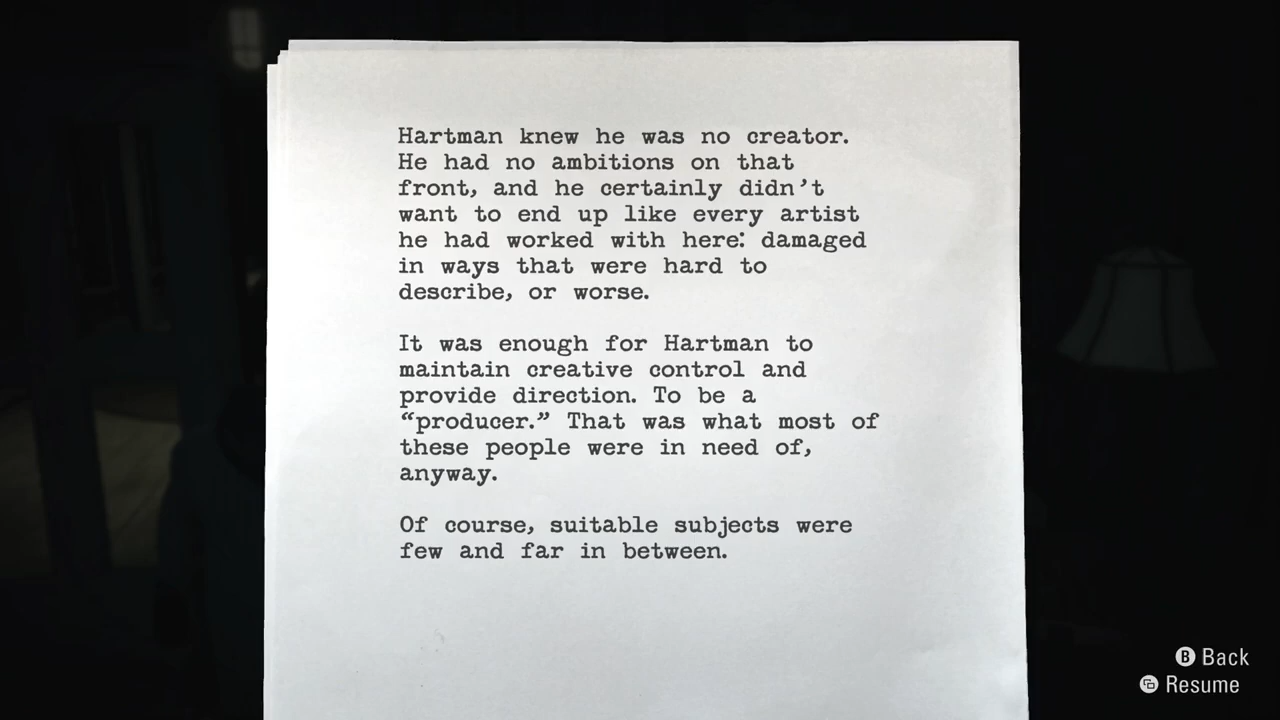 Hartman knew he was no creator.
He had no ambitions on that
front, and he certainly didn't
want to end up like every artist
he had worked with here: damaged
in ways that were hard to
describe, or worse.
It was enough for Hartman to
maintain creative control and
provide direction. To be a
“producer.” That was what most of
these people were in need of,
anyway.
Of course, suitable subjects were
few and far in between.
B Back
Resume